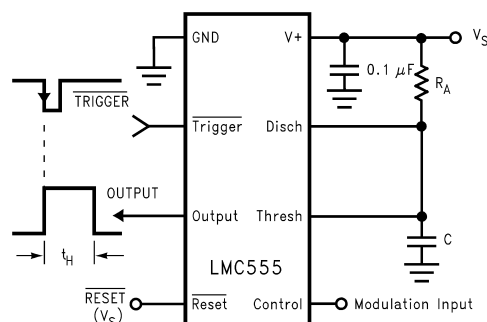 GND
V+
V_S
0.1 μF
R_A
TRIGGER
Trigger
Disch
OUTPUT
Output
Thresh
C
t_H
LMC555
RESET
(V_S)
Reset
Control
Modulation Input